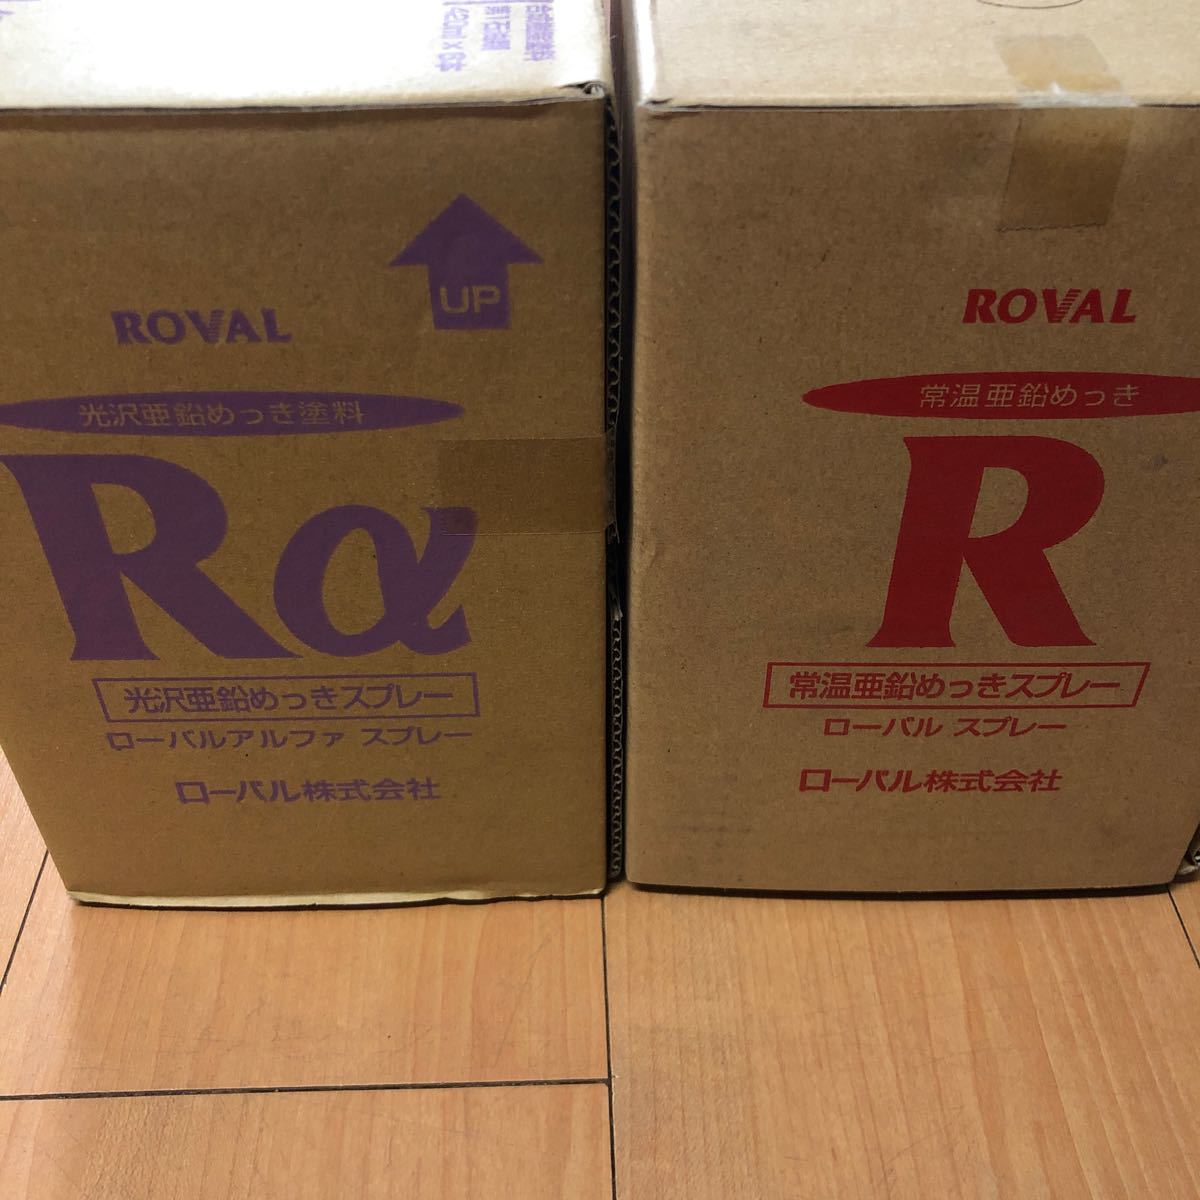 420ml×6本
UP
ROVAL
光沢亜鉛めっき塗料
Rα
光沢亜鉛めっきスプレー
ローバルアルファ スプレー
ローバル株式会社
ROVAL
常温亜鉛めっき
R
常温亜鉛めっきスプレー
ローバル スプレー
ローバル株式会社